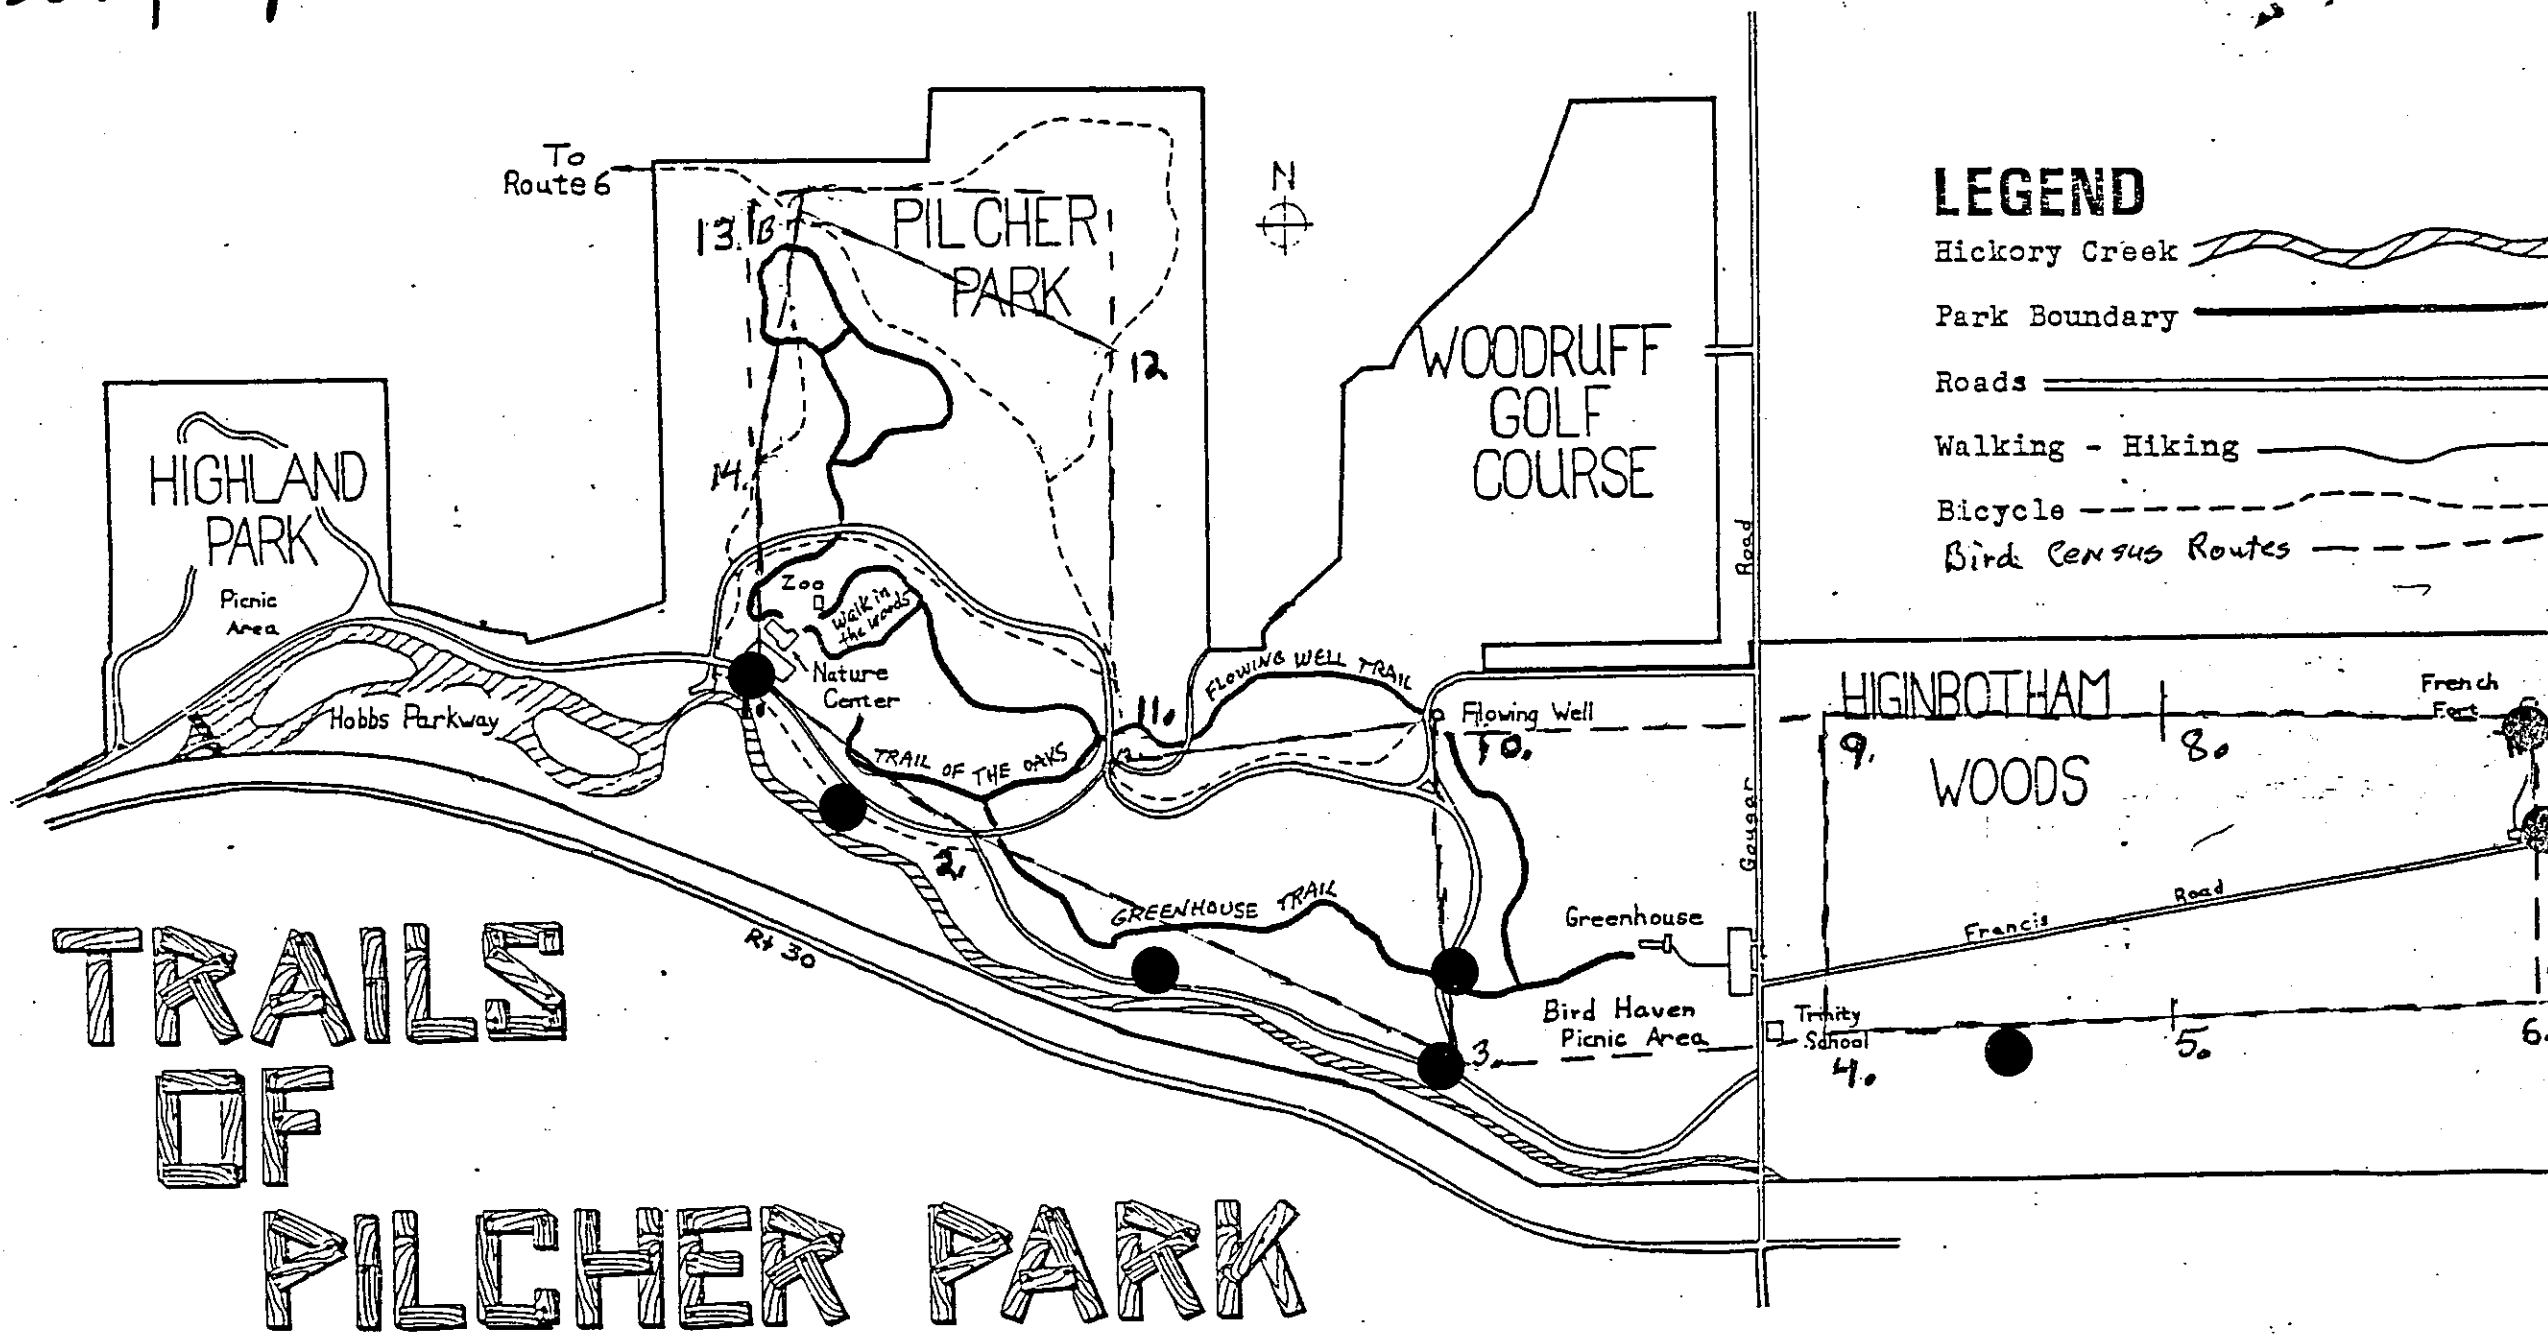 To
Route 6
N
PILCHER
PARK
13.
B
12
14.
WOODRUFF
GOLF
COURSE
HIGHLAND
PARK
Picnic
Area
LEGEND
Hickory Creek
Park Boundary
Roads
Walking - Hiking
Bicycle
Bird Census Routes
Zoo
Walk in
the woods
Nature
Center
1.
Hobbs Parkway
TRAIL OF THE OAKS
11.
FLOWING WELL TRAIL
Flowing Well
10.
Gougar Road
HIGINBOTHAM
WOODS
French
Fort
9.
8.
2.
GREENHOUSE TRAIL
Greenhouse
Francis Road
Rt 30
Bird Haven
Picnic Area
3.
Trinity
School
4.
5.
6.
TRAILS
OF
PILCHER PARK